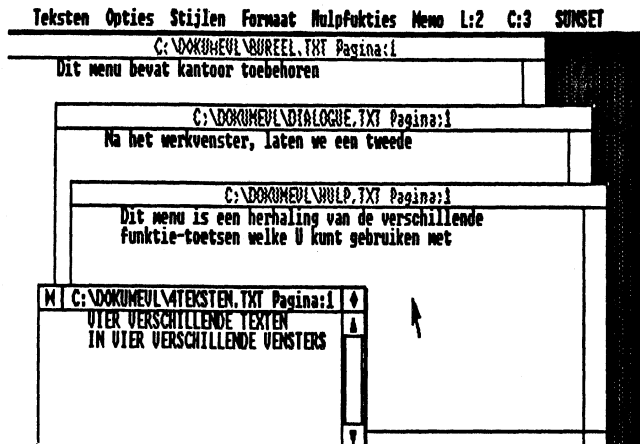 Teksten Opties Stijlen Formaat Hulpfukties Memo L:2 C:3 SUNSET
C:\DOKUMEVL\BUREEL.TXT Pagina:1
Dit menu bevat kantoor toebehoren
C:\DOKUMEVL\DIALOGUE.TXT Pagina:1
Na het werkvenster, laten we een tweede
C:\DOKUMEVL\HULP.TXT Pagina:1
Dit menu is een herhaling van de verschillende
funktie-toetsen welke U kunt gebruiken met
C:\DOKUMEVL\4TEKSTEN.TXT Pagina:1
VIER VERSCHILLENDE TEXTEN
IN VIER VERSCHILLENDE VENSTERS